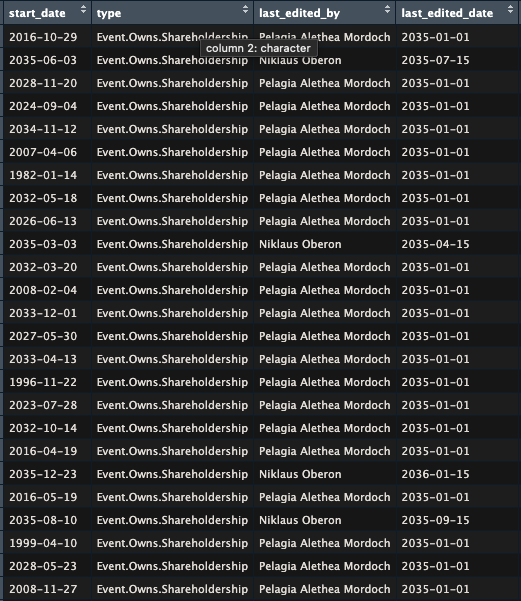 start_date type last_edited_by last_edited_date
2016-10-29 Event.Owns.Shareholdership Pelagia Alethea Mordoch 2035-01-01
column 2: character
2035-06-03 Event.Owns.Shareholdership Niklaus Oberon 2035-07-15
2028-11-20 Event.Owns.Shareholdership Pelagia Alethea Mordoch 2035-01-01
2024-09-04 Event.Owns.Shareholdership Pelagia Alethea Mordoch 2035-01-01
2034-11-12 Event.Owns.Shareholdership Pelagia Alethea Mordoch 2035-01-01
2007-04-06 Event.Owns.Shareholdership Pelagia Alethea Mordoch 2035-01-01
1982-01-14 Event.Owns.Shareholdership Pelagia Alethea Mordoch 2035-01-01
2032-05-18 Event.Owns.Shareholdership Pelagia Alethea Mordoch 2035-01-01
2026-06-13 Event.Owns.Shareholdership Pelagia Alethea Mordoch 2035-01-01
2035-03-03 Event.Owns.Shareholdership Niklaus Oberon 2035-04-15
2032-03-20 Event.Owns.Shareholdership Pelagia Alethea Mordoch 2035-01-01
2008-02-04 Event.Owns.Shareholdership Pelagia Alethea Mordoch 2035-01-01
2033-12-01 Event.Owns.Shareholdership Pelagia Alethea Mordoch 2035-01-01
2027-05-30 Event.Owns.Shareholdership Pelagia Alethea Mordoch 2035-01-01
2033-04-13 Event.Owns.Shareholdership Pelagia Alethea Mordoch 2035-01-01
1996-11-22 Event.Owns.Shareholdership Pelagia Alethea Mordoch 2035-01-01
2023-07-28 Event.Owns.Shareholdership Pelagia Alethea Mordoch 2035-01-01
2032-10-14 Event.Owns.Shareholdership Pelagia Alethea Mordoch 2035-01-01
2016-04-19 Event.Owns.Shareholdership Pelagia Alethea Mordoch 2035-01-01
2035-12-23 Event.Owns.Shareholdership Niklaus Oberon 2036-01-15
2016-05-19 Event.Owns.Shareholdership Pelagia Alethea Mordoch 2035-01-01
2035-08-10 Event.Owns.Shareholdership Niklaus Oberon 2035-09-15
1999-04-10 Event.Owns.Shareholdership Pelagia Alethea Mordoch 2035-01-01
2028-05-23 Event.Owns.Shareholdership Pelagia Alethea Mordoch 2035-01-01
2008-11-27 Event.Owns.Shareholdership Pelagia Alethea Mordoch 2035-01-01